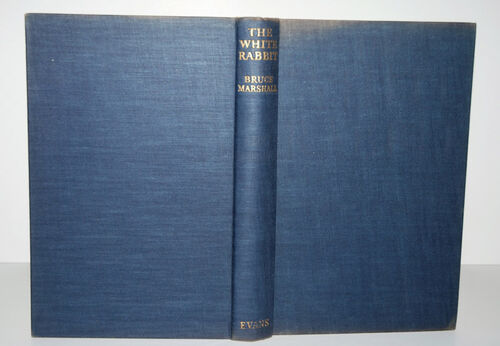 THE
WHITE
RABBIT
BRUCE
MARSHALL
EVANS